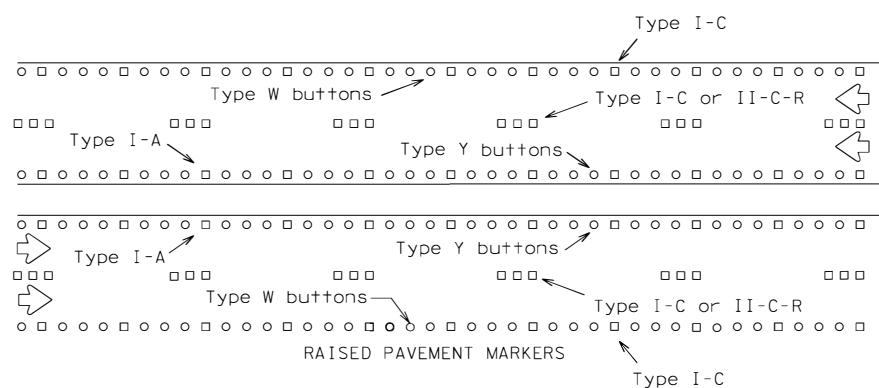 Type I-C
Type W buttons
Type I-C or II-C-R
Type I-A
Type Y buttons
Type I-A
Type Y buttons
Type W buttons
Type I-C or II-C-R
RAISED PAVEMENT MARKERS
Type I-C